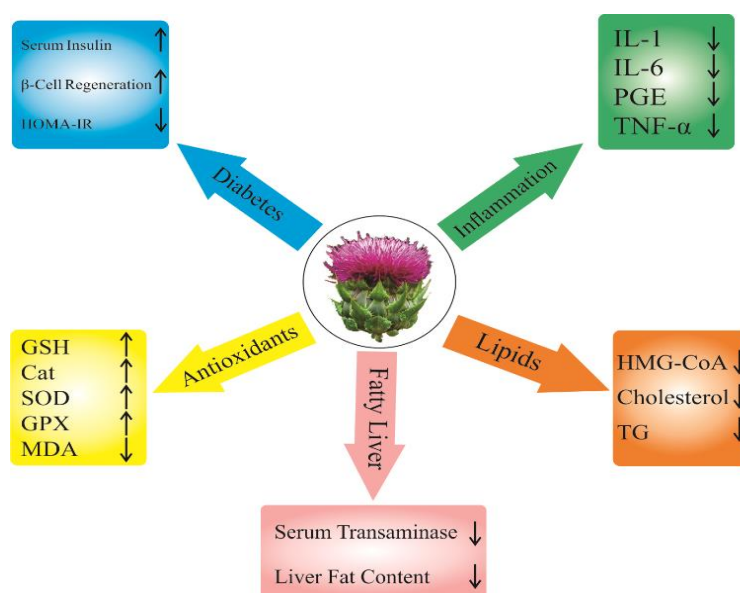 Serum Insulin ↑
β-Cell Regeneration ↑
HOMA-IR ↓
Diabetes
IL-1 ↓
IL-6 ↓
PGE ↓
TNF-α ↓
Inflammation
GSH ↑
Cat ↑
SOD ↑
GPX ↑
MDA ↓
Antioxidants
Lipids
HMG-CoA ↓
Cholesterol ↓
TG ↓
Fatty Liver
Serum Transaminase ↓
Liver Fat Content ↓